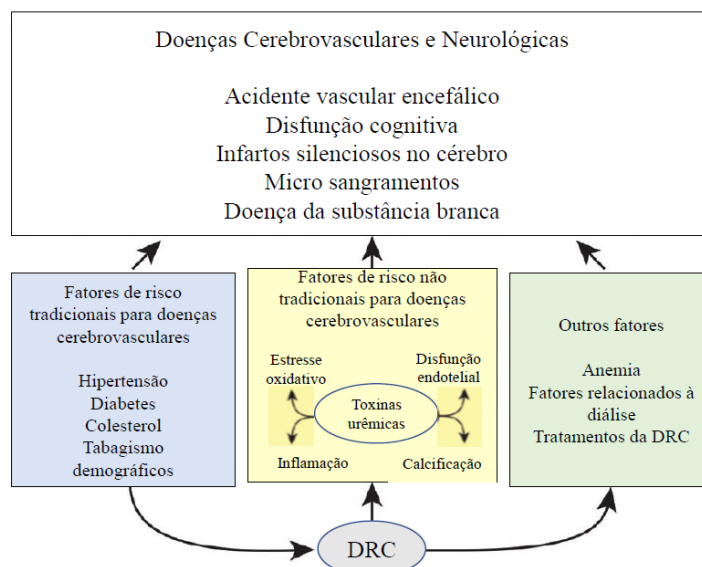 Doenças Cerebrovasculares e Neurológicas
Acidente vascular encefálico
Disfunção cognitiva
Infartos silenciosos no cérebro
Micro sangramentos
Doença da substância branca
Fatores de risco
tradicionais para doenças
cerebrovasculares
Hipertensão
Diabetes
Colesterol
Tabagismo
demográficos
Fatores de risco não
tradicionais para doenças
cerebrovasculares
Estresse
oxidativo
Disfunção
endotelial
Toxinas
urêmicas
Inflamação
Calcificação
Outros fatores
Anemia
Fatores relacionados à
diálise
Tratamentos da DRC
DRC